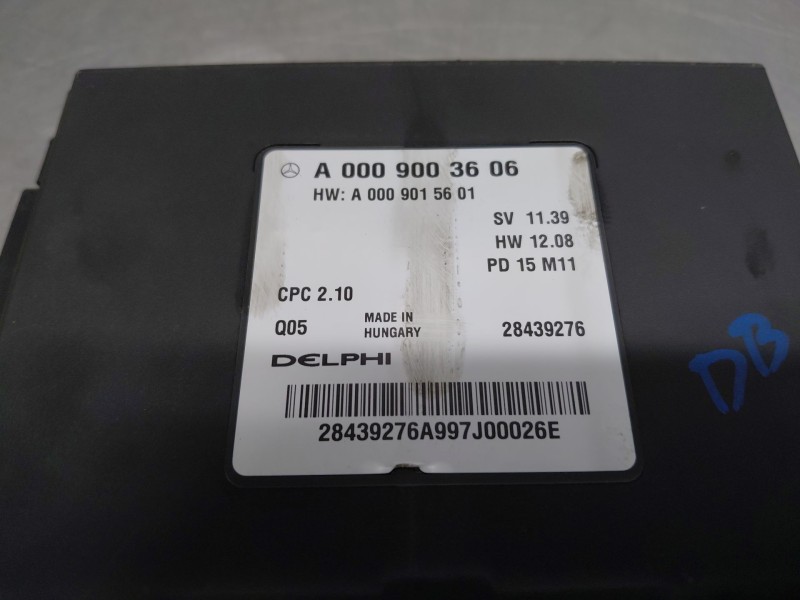 A 000 900 36 06
HW: A 000 901 56 01
SV 11.39
HW 12.08
PD 15 M11
CPC 2.10
Q05 MADE IN HUNGARY 28439276
DELPHI
28439276A997J00026E
DB